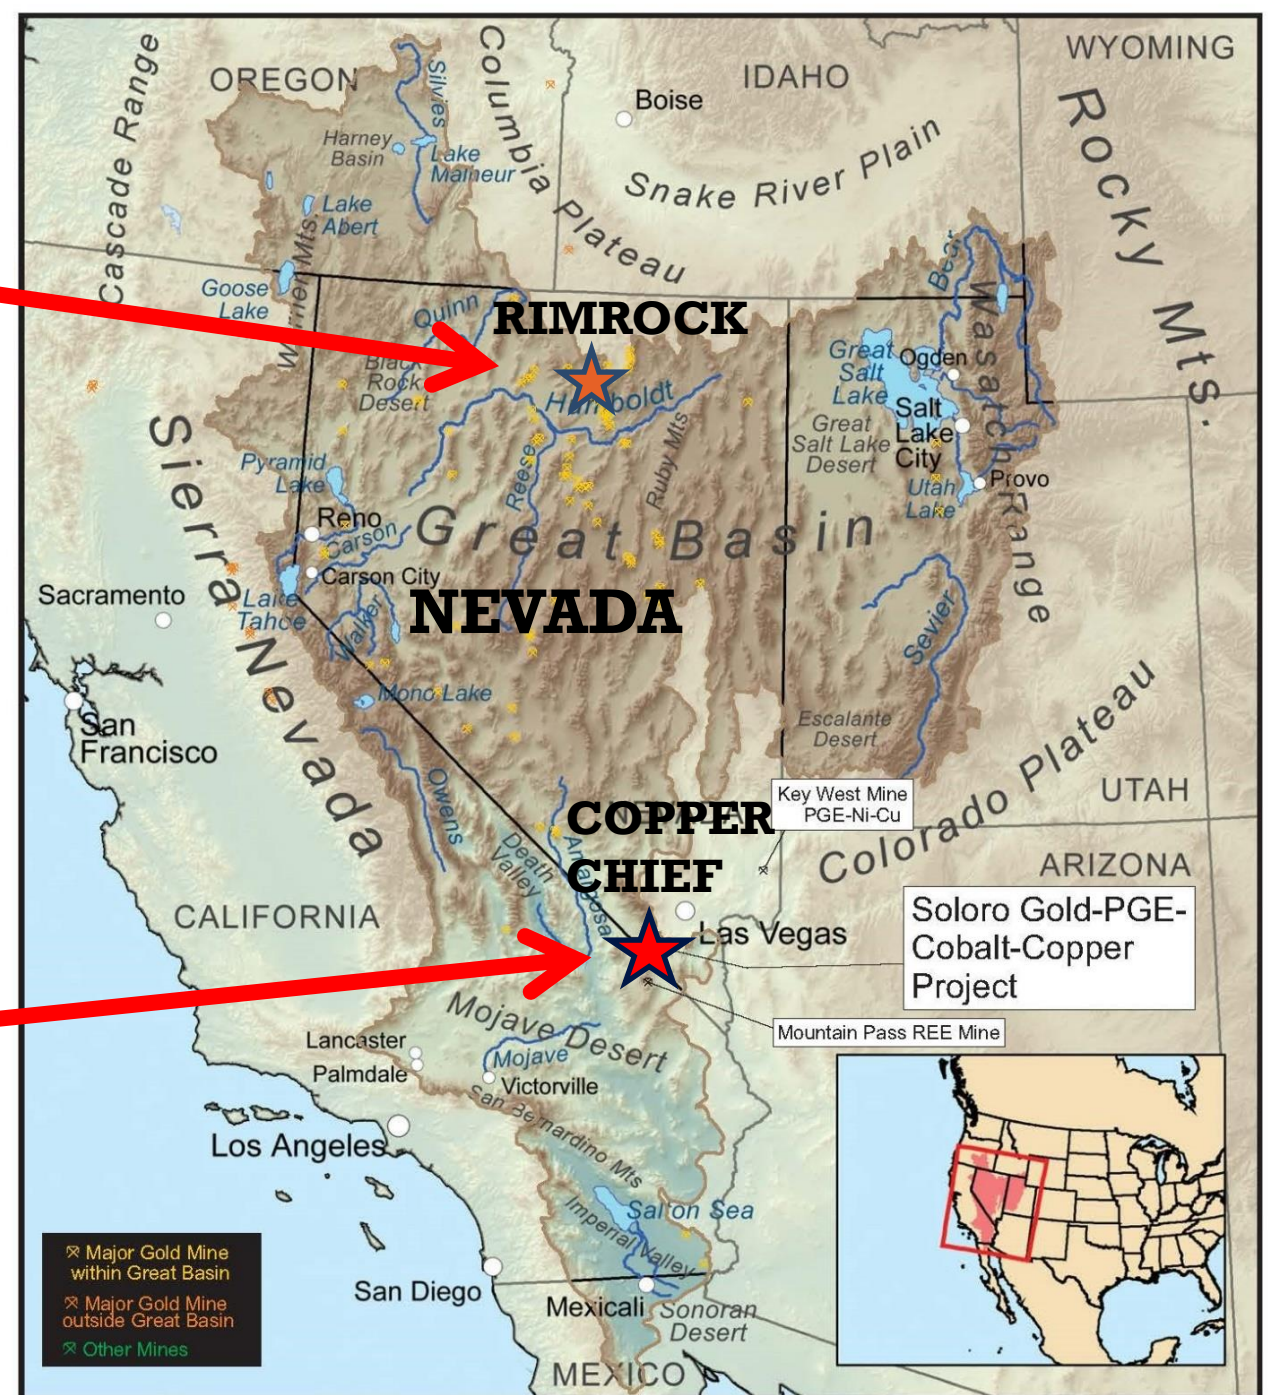 WYOMING
OREGON
IDAHO
Cascade Range
Silvies
Columbia Plateau
Boise
Rocky Mts.
Harney
Basin
Lake
Malheur
Snake River Plain
Lake
Abert
Warner Mts.
Goose
Lake
Bear
Quinn
RIMROCK
Wasatch Range
Black
Rock
Desert
Great
Salt
Lake
Ogden
Humboldt
Salt
Lake
City
Great
Salt Lake
Desert
Sierra Nevada
Pyramid
Lake
Reese
Ruby Mts.
Utah
Lake
Provo
Reno
Carson
Great Basin
Carson City
Sacramento
Lake
Tahoe
NEVADA
Walker
Sevier
Mono Lake
San
Francisco
Escalante
Desert
Colorado Plateau
Owens
Key West Mine
PGE-Ni-Cu
UTAH
COPPER
CHIEF
NEVADA
Death
Valley
Amargosa
ARIZONA
CALIFORNIA
Las Vegas
Soloro Gold-PGE-
Cobalt-Copper
Project
Mojave Desert
Mountain Pass REE Mine
Lancaster
Mojave
Palmdale
Victorville
San Bernardino Mts
Los Angeles
Salton Sea
Imperial Valley
Major Gold Mine
within Great Basin
Major Gold Mine
outside Great Basin
Other Mines
San Diego
Mexicali
Sonoran
Desert
MEXICO